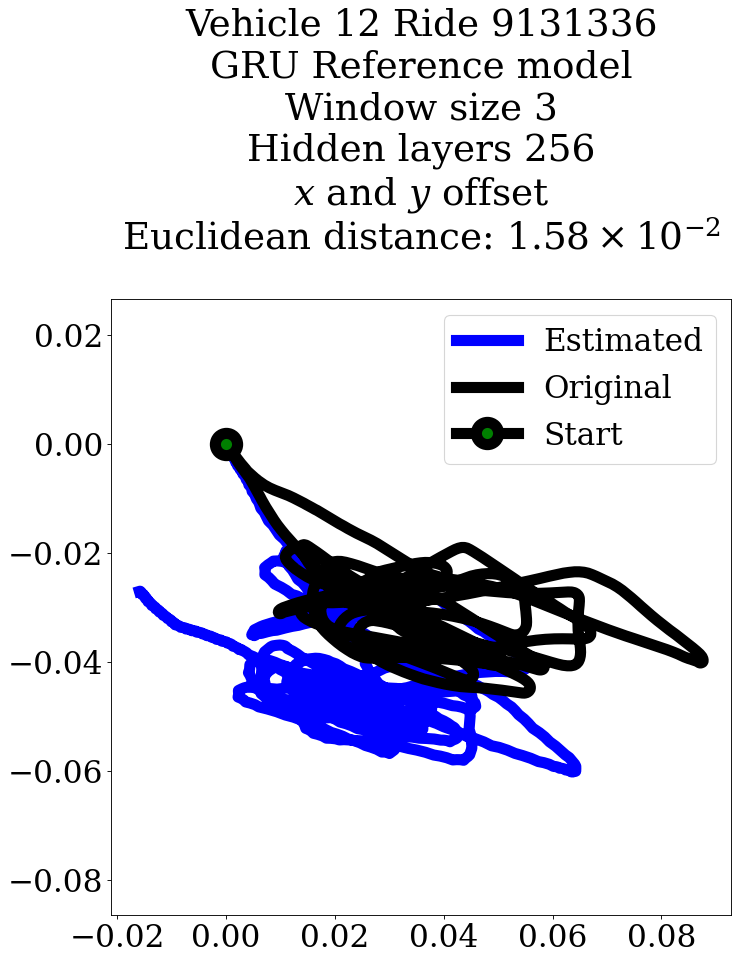 Vehicle 12 Ride 9131336
GRU Reference model
Window size 3
Hidden layers 256
x and y offset
Euclidean distance: 1.58 × 10⁻²
Estimated
Original
Start
0.02
0.00
−0.02
−0.04
−0.06
−0.08
−0.02 0.00 0.02 0.04 0.06 0.08